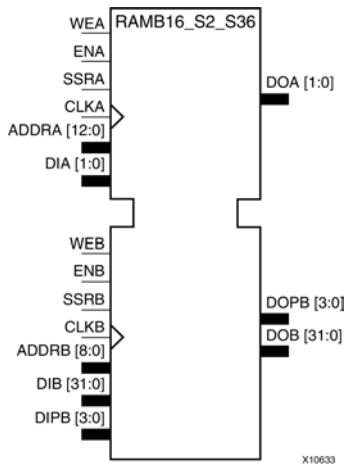 WEA
RAMB16_S2_S36
ENA
SSRA
DOA [1:0]
CLKA
ADDRA [12:0]
DIA [1:0]
WEB
ENB
SSRB
DOPB [3:0]
CLKB
DOB [31:0]
ADDRB [8:0]
DIB [31:0]
DIPB [3:0]
X10633